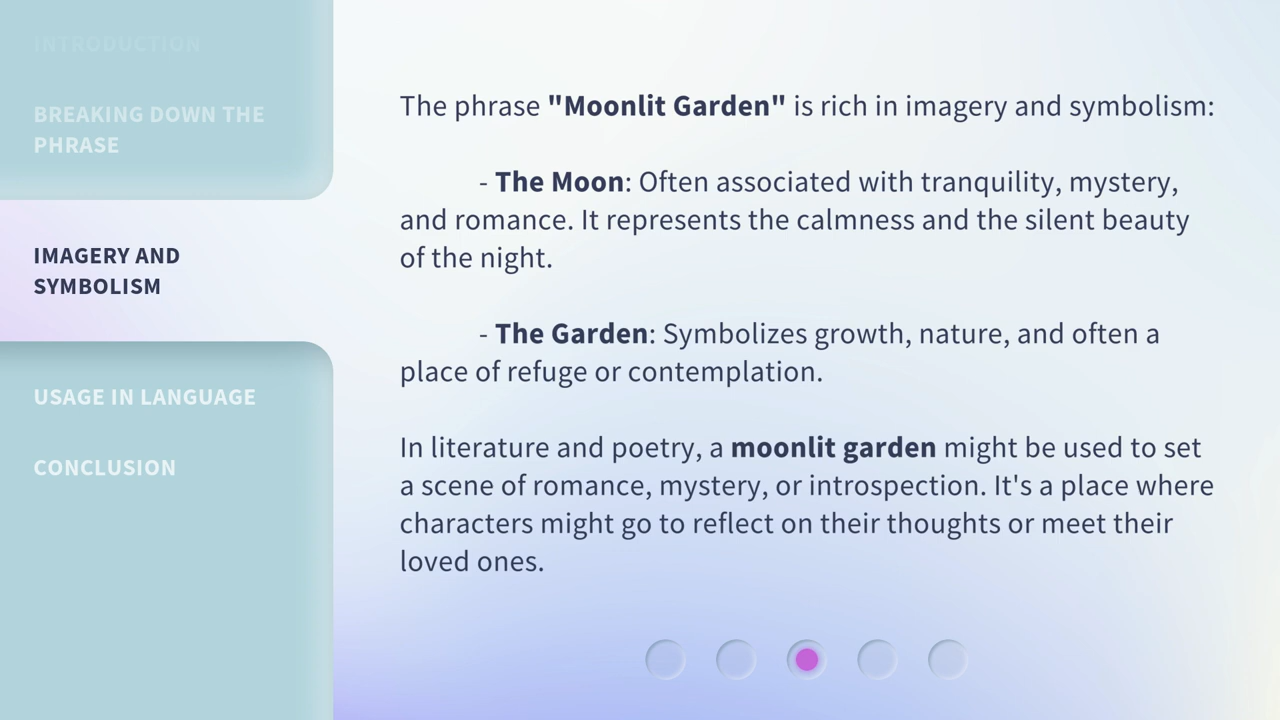 INTRODUCTION
BREAKING DOWN THE
PHRASE
IMAGERY AND
SYMBOLISM
USAGE IN LANGUAGE
CONCLUSION
The phrase "Moonlit Garden" is rich in imagery and symbolism:
- The Moon: Often associated with tranquility, mystery,
and romance. It represents the calmness and the silent beauty
of the night.
- The Garden: Symbolizes growth, nature, and often a
place of refuge or contemplation.
In literature and poetry, a moonlit garden might be used to set
a scene of romance, mystery, or introspection. It's a place where
characters might go to reflect on their thoughts or meet their
loved ones.